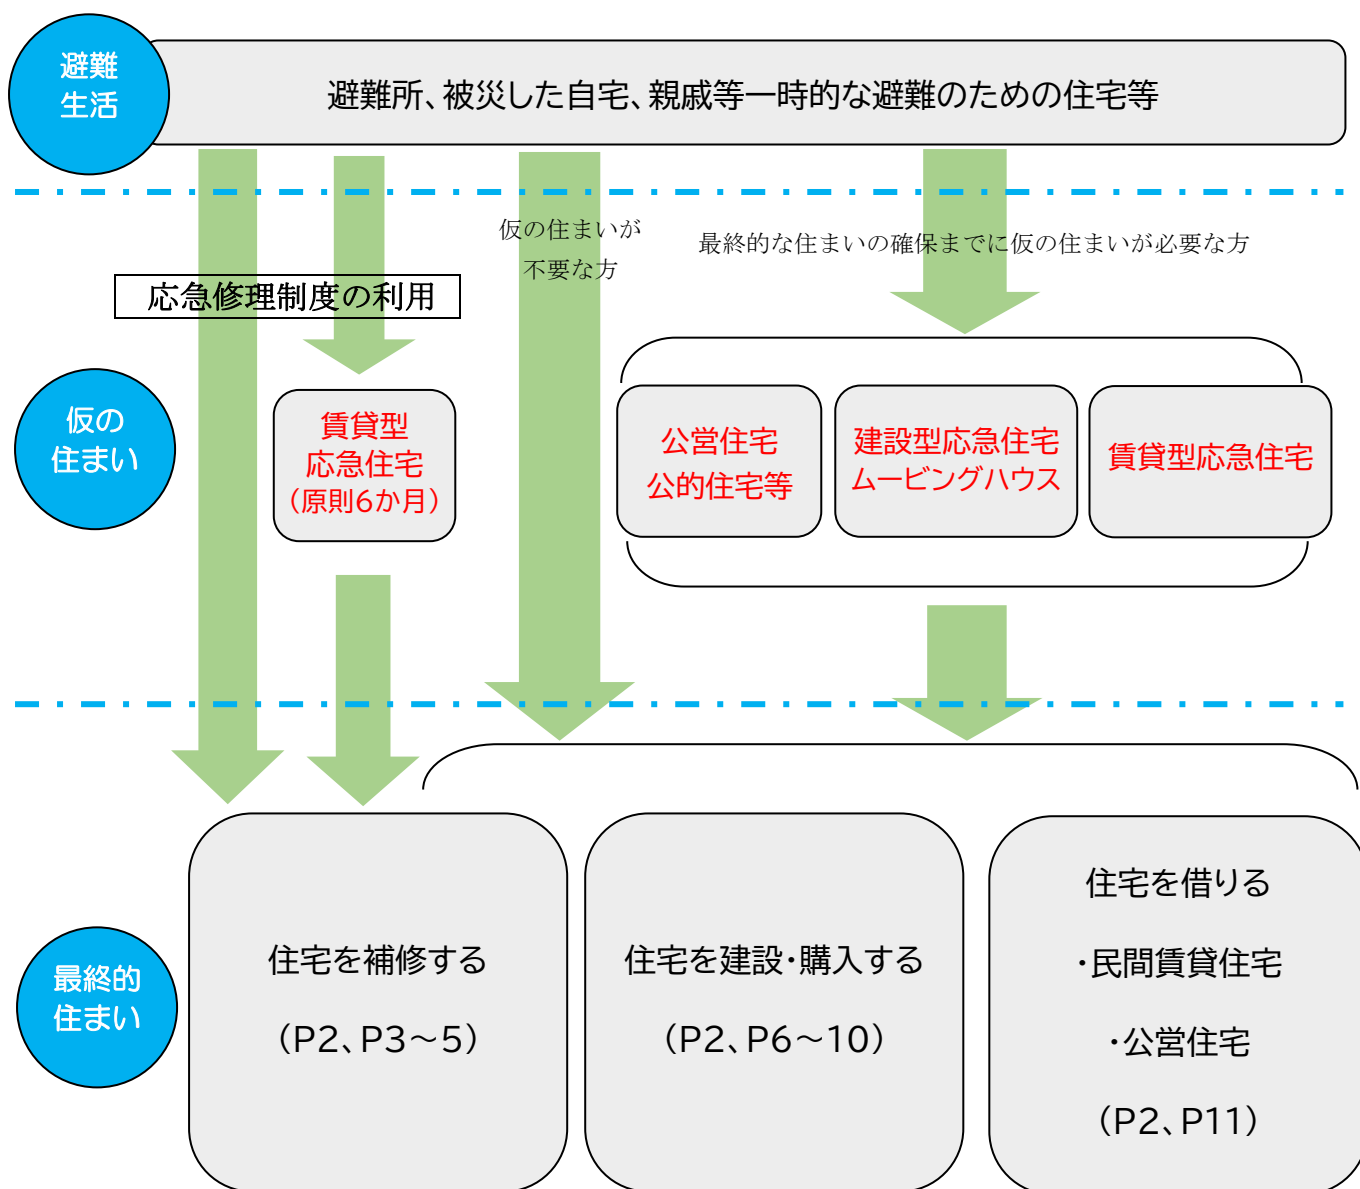 避難
生活
避難所、被災した自宅、親戚等一時的な避難のための住宅等
仮の住まいが
不要な方
最終的な住まいの確保までに仮の住まいが必要な方
応急修理制度の利用
仮の
住まい
賃貸型
応急住宅
（原則6か月）
公営住宅
公的住宅等
建設型応急住宅
ムービングハウス
賃貸型応急住宅
最終的
住まい
住宅を補修する
（P2、P3～5）
住宅を建設・購入する
（P2、P6～10）
住宅を借りる
・民間賃貸住宅
・公営住宅
（P2、P11）